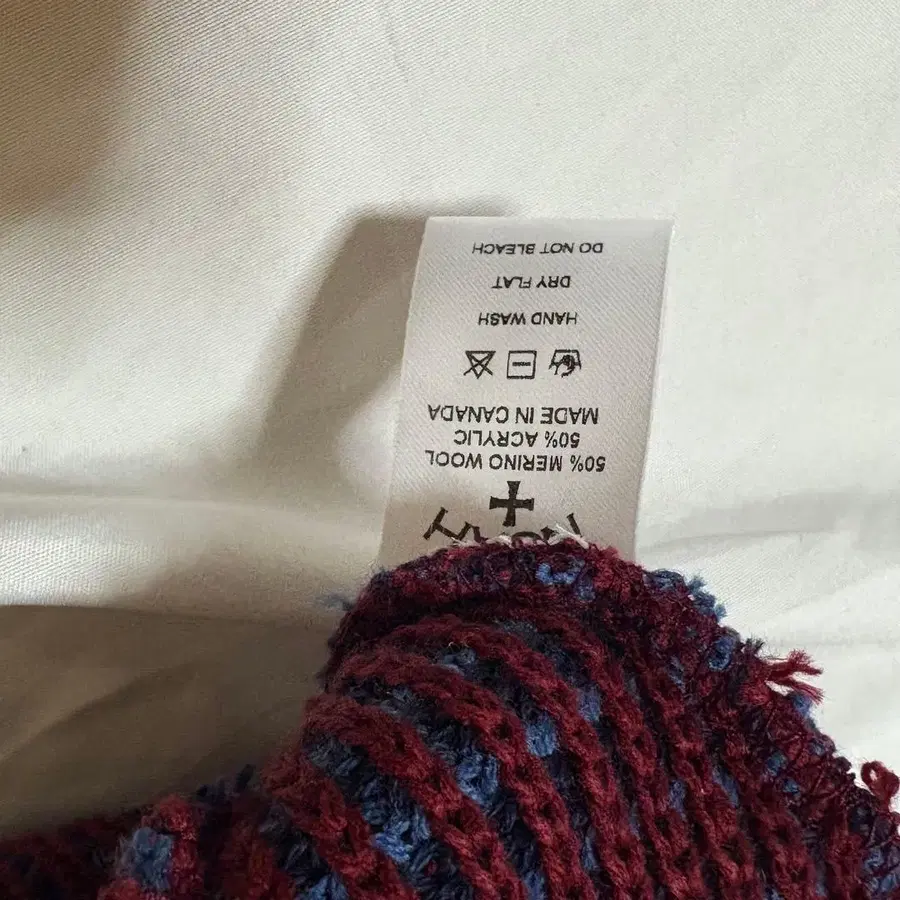 50% MERINO WOOL
50% ACRYLIC
MADE IN CANADA
HAND WASH
DRY FLAT
DO NOT BLEACH